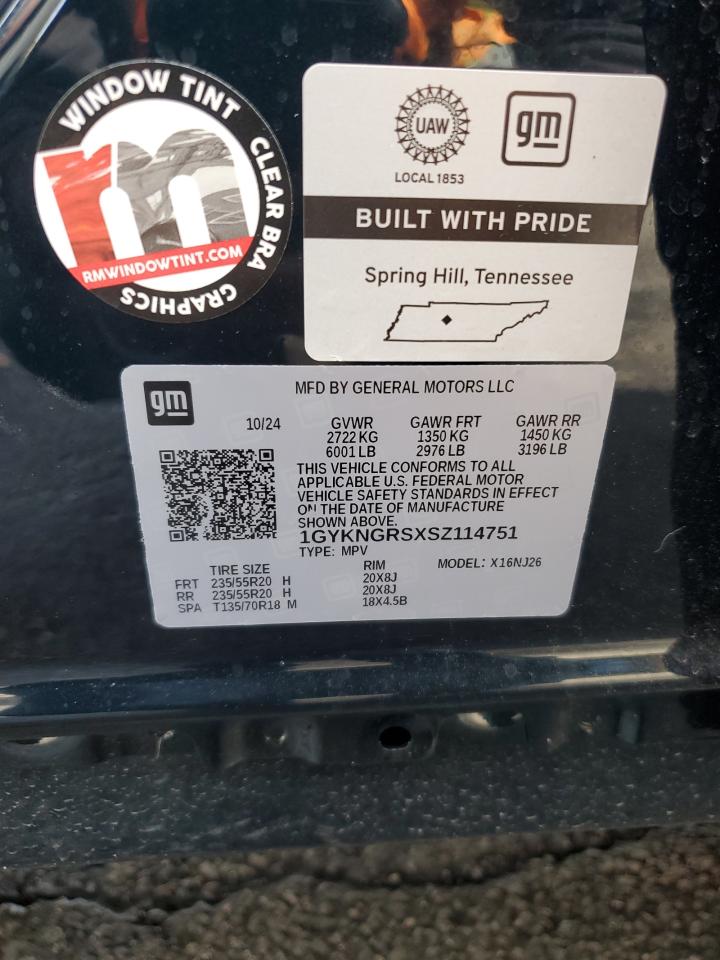 WINDOW TINT
CLEAR BRA
GRAPHICS
rm
RMWINDOWTINT.COM
UAW
LOCAL 1853
gm
BUILT WITH PRIDE
Spring Hill, Tennessee
gm
MFD BY GENERAL MOTORS LLC
10/24 GVWR GAWR FRT GAWR RR
2722 KG 1350 KG 1450 KG
6001 LB 2976 LB 3196 LB
THIS VEHICLE CONFORMS TO ALL
APPLICABLE U.S. FEDERAL MOTOR
VEHICLE SAFETY STANDARDS IN EFFECT
ON THE DATE OF MANUFACTURE
SHOWN ABOVE.
1GYKNGRSXSZ114751
TYPE: MPV MODEL: X16NJ26
TIRE SIZE RIM
FRT 235/55R20 H 20X8J
RR 235/55R20 H 20X8J
SPA T135/70R18 M 18X4.5B